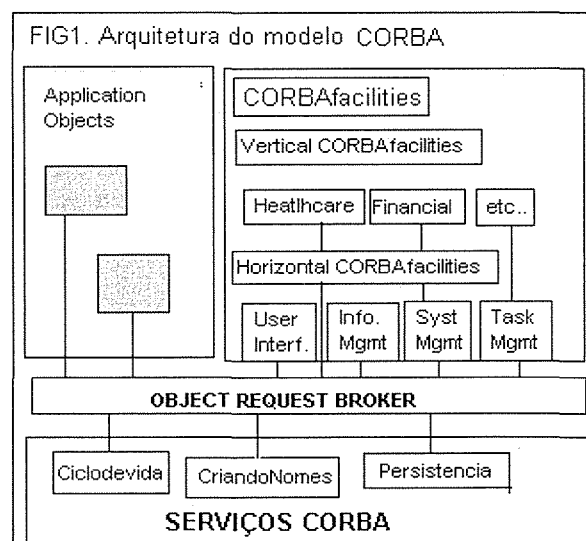 FIG1. Arquitetura do modelo CORBA
Application
Objects
CORBAfacilities
Vertical CORBAfacilities
Heatlhcare
Financial
etc..
Horizontal CORBAfacilities
User
Interf.
Info.
Mgmt
Syst
Mgmt
Task
Mgmt
OBJECT REQUEST BROKER
Ciclodevida
CriandoNomes
Persistencia
SERVIÇOS CORBA